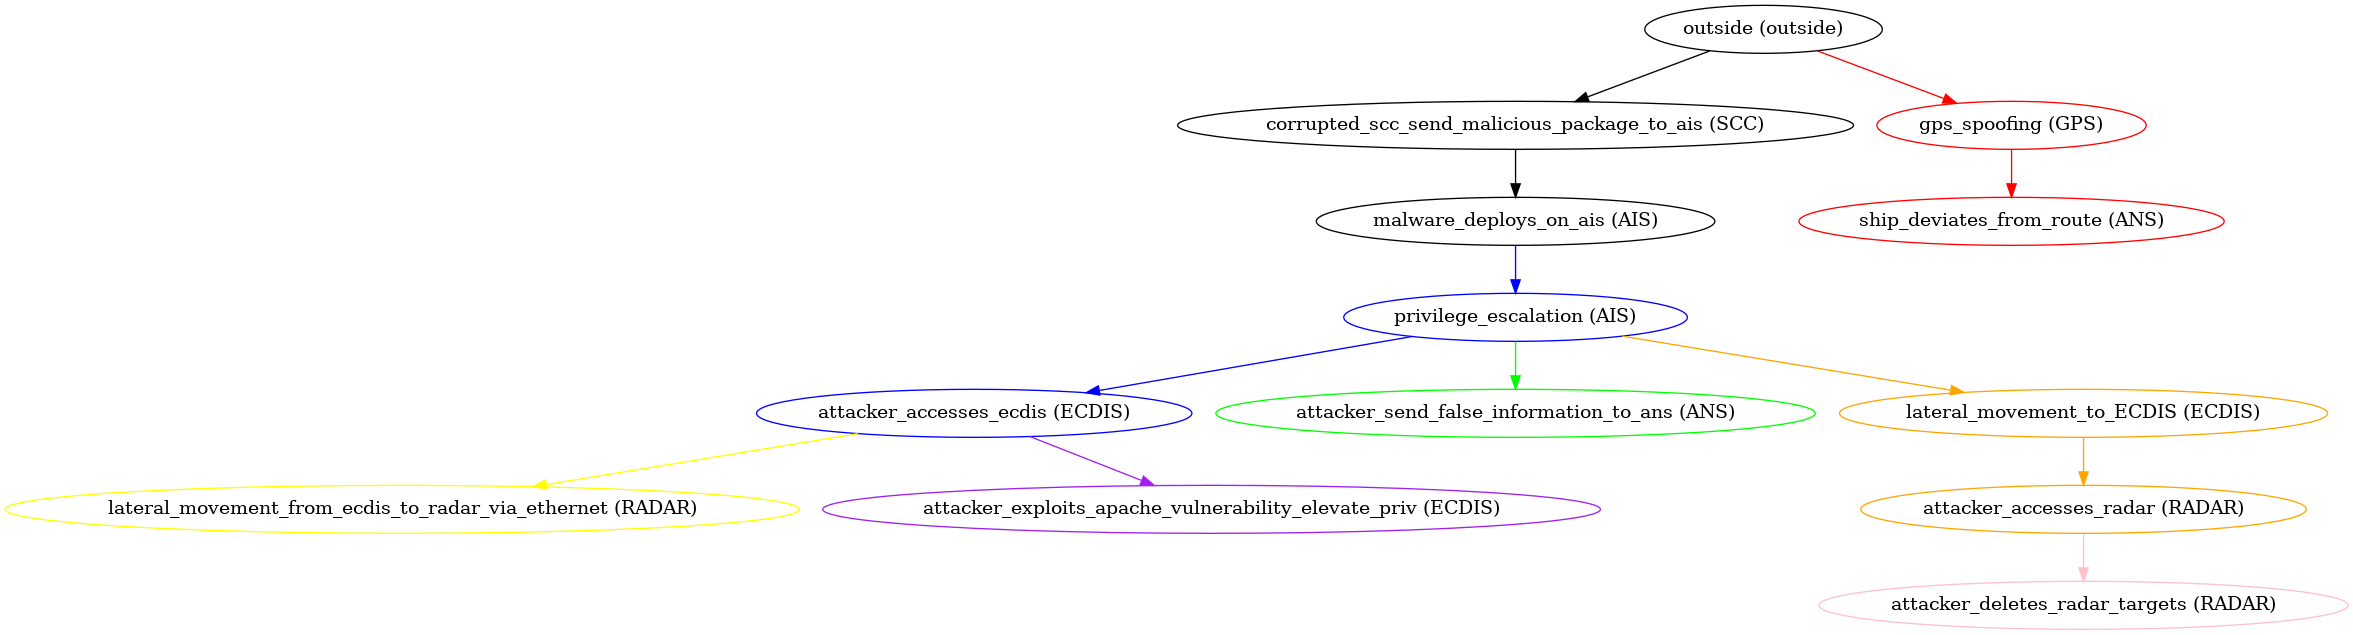 outside (outside)
corrupted_scc_send_malicious_package_to_ais (SCC)
gps_spoofing (GPS)
malware_deploys_on_ais (AIS)
ship_deviates_from_route (ANS)
privilege_escalation (AIS)
attacker_accesses_ecdis (ECDIS)
attacker_send_false_information_to_ans (ANS)
lateral_movement_to_ECDIS (ECDIS)
lateral_movement_from_ecdis_to_radar_via_ethernet (RADAR)
attacker_exploits_apache_vulnerability_elevate_priv (ECDIS)
attacker_accesses_radar (RADAR)
attacker_deletes_radar_targets (RADAR)